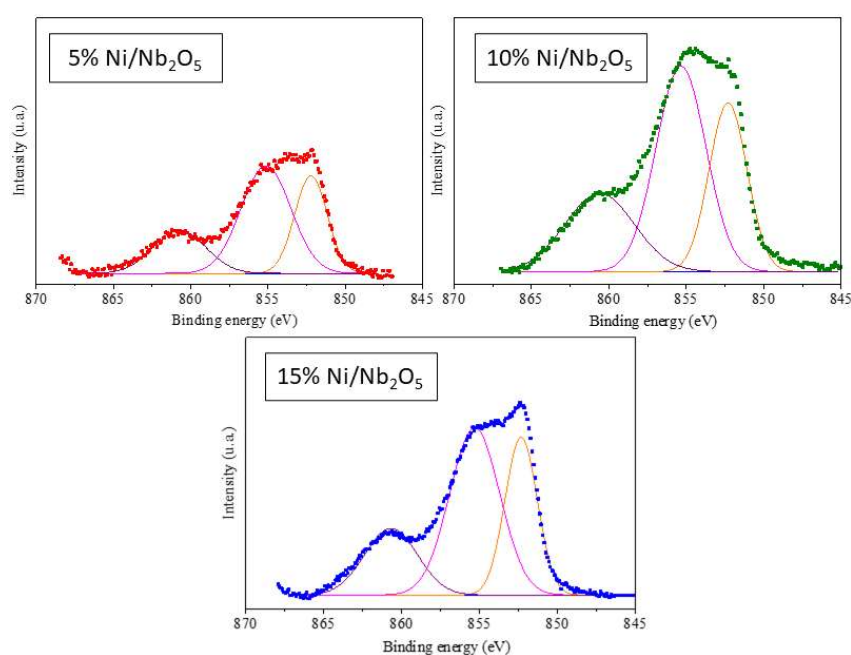 5% Ni/Nb₂O₅
Intensity (u.a.)
870 865 860 855 850 845
Binding energy (eV)
10% Ni/Nb₂O₅
Intensity (u.a.)
870 865 860 855 850 845
Binding energy (eV)
15% Ni/Nb₂O₅
Intensity (u.a.)
870 865 860 855 850 845
Binding energy (eV)